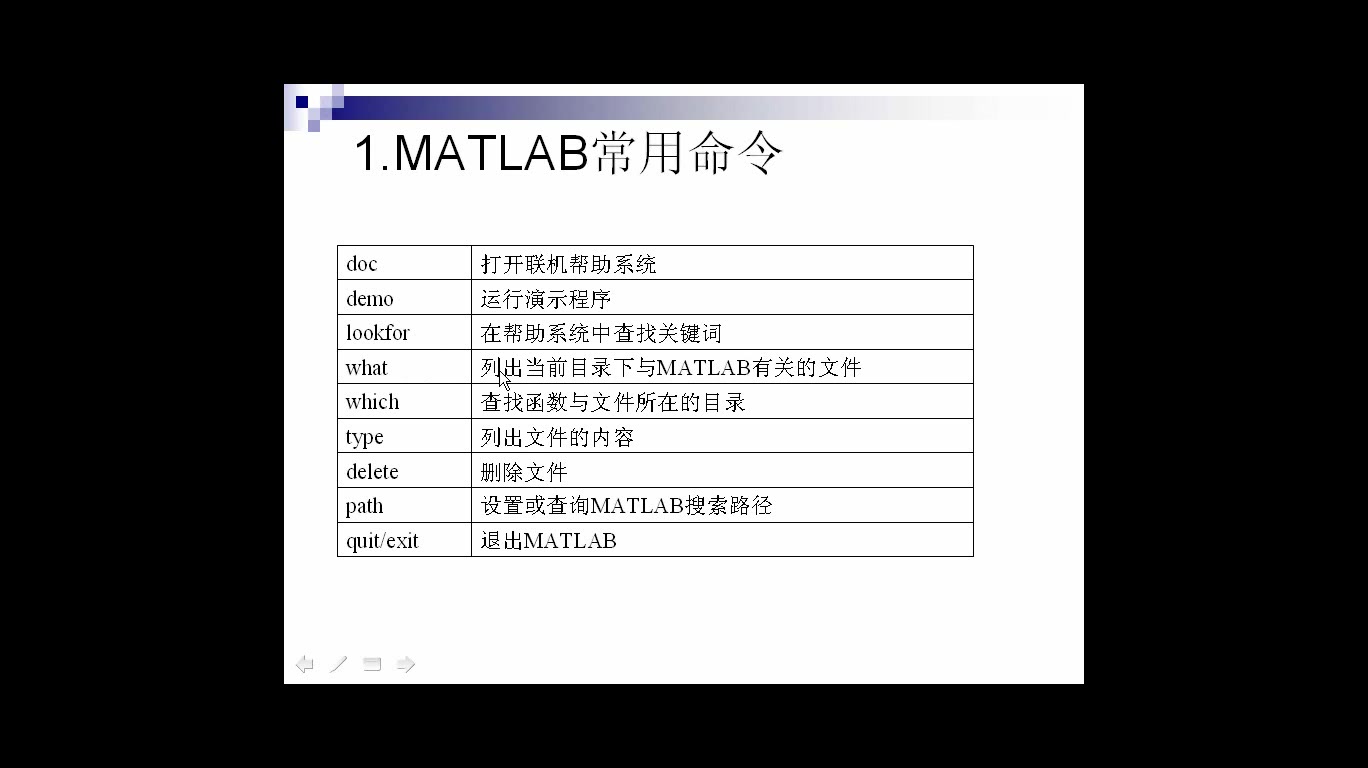 1.MATLAB常用命令
doc 打开联机帮助系统
demo 运行演示程序
lookfor 在帮助系统中查找关键词
what 列出当前目录下与MATLAB有关的文件
which 查找函数与文件所在的目录
type 列出文件的内容
delete 删除文件
path 设置或查询MATLAB搜索路径
quit/exit 退出MATLAB